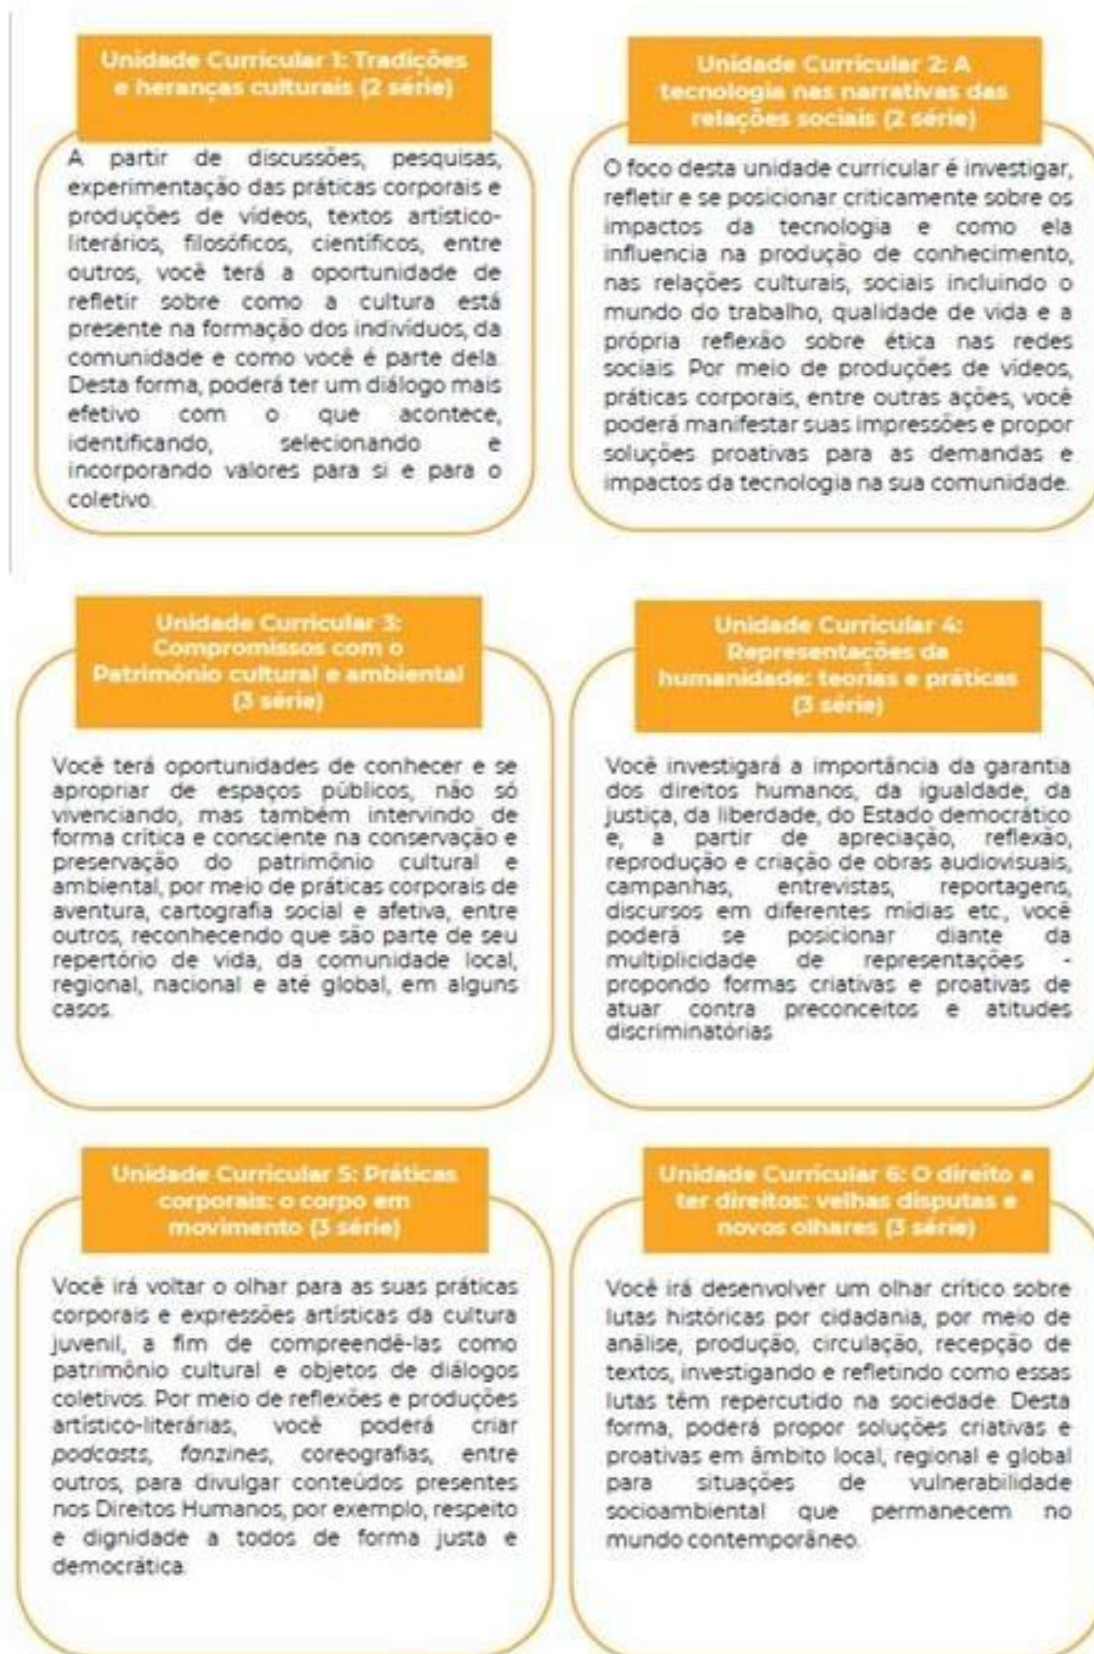 Unidade Curricular 1: Tradições
e heranças culturais (2 série)
A partir de discussões, pesquisas,
experimentação das práticas corporais e
produções de vídeos, textos artístico-
literários, filosóficos, científicos, entre
outros, você terá a oportunidade de
refletir sobre como a cultura está
presente na formação dos indivíduos, da
comunidade e como você é parte dela.
Desta forma, poderá ter um diálogo mais
efetivo com o que acontece,
identificando, selecionando e
incorporando valores para si e para o
coletivo.
Unidade Curricular 2: A
tecnologia nas narrativas das
relações sociais (2 série)
O foco desta unidade curricular é investigar,
refletir e se posicionar criticamente sobre os
impactos da tecnologia e como ela
influencia na produção de conhecimento,
nas relações culturais, sociais incluindo o
mundo do trabalho, qualidade de vida e a
própria reflexão sobre ética nas redes
sociais. Por meio de produções de vídeos,
práticas corporais, entre outras ações, você
poderá manifestar suas impressões e propor
soluções proativas para as demandas e
impactos da tecnologia na sua comunidade.
Unidade Curricular 3:
Compromissos com o
Patrimônio cultural e ambiental
(3 série)
Você terá oportunidades de conhecer e se
apropriar de espaços públicos, não só
vivenciando, mas também intervindo de
forma crítica e consciente na conservação e
preservação do patrimônio cultural e
ambiental, por meio de práticas corporais de
aventura, cartografia social e afetiva, entre
outros, reconhecendo que são parte de seu
repertório de vida, da comunidade local,
regional, nacional e até global, em alguns
casos.
Unidade Curricular 4:
Representações da
humanidade: teorias e práticas
(3 série)
Você investigará a importância da garantia
dos direitos humanos, da igualdade, da
justiça, da liberdade, do Estado democrático
e, a partir de apreciação, reflexão,
reprodução e criação de obras audiovisuais,
campanhas, entrevistas, reportagens,
discursos em diferentes mídias etc., você
poderá se posicionar diante da
multiplicidade de representações -
propondo formas criativas e proativas de
atuar contra preconceitos e atitudes
discriminatórias
Unidade Curricular 5: Práticas
corporais: o corpo em
movimento (3 série)
Você irá voltar o olhar para as suas práticas
corporais e expressões artísticas da cultura
juvenil, a fim de compreendê-las como
patrimônio cultural e objetos de diálogos
coletivos. Por meio de reflexões e produções
artístico-literárias, você poderá criar
podcasts, fanzines, coreografias, entre
outros, para divulgar conteúdos presentes
nos Direitos Humanos, por exemplo, respeito
e dignidade a todos de forma justa e
democrática.
Unidade Curricular 6: O direito a
ter direitos: velhas disputas e
novos olhares (3 série)
Você irá desenvolver um olhar crítico sobre
lutas históricas por cidadania, por meio de
análise, produção, circulação, recepção de
textos, investigando e refletindo como essas
lutas têm repercutido na sociedade. Desta
forma, poderá propor soluções criativas e
proativas em âmbito local, regional e global
para situações de vulnerabilidade
socioambiental que permanecem no
mundo contemporâneo.